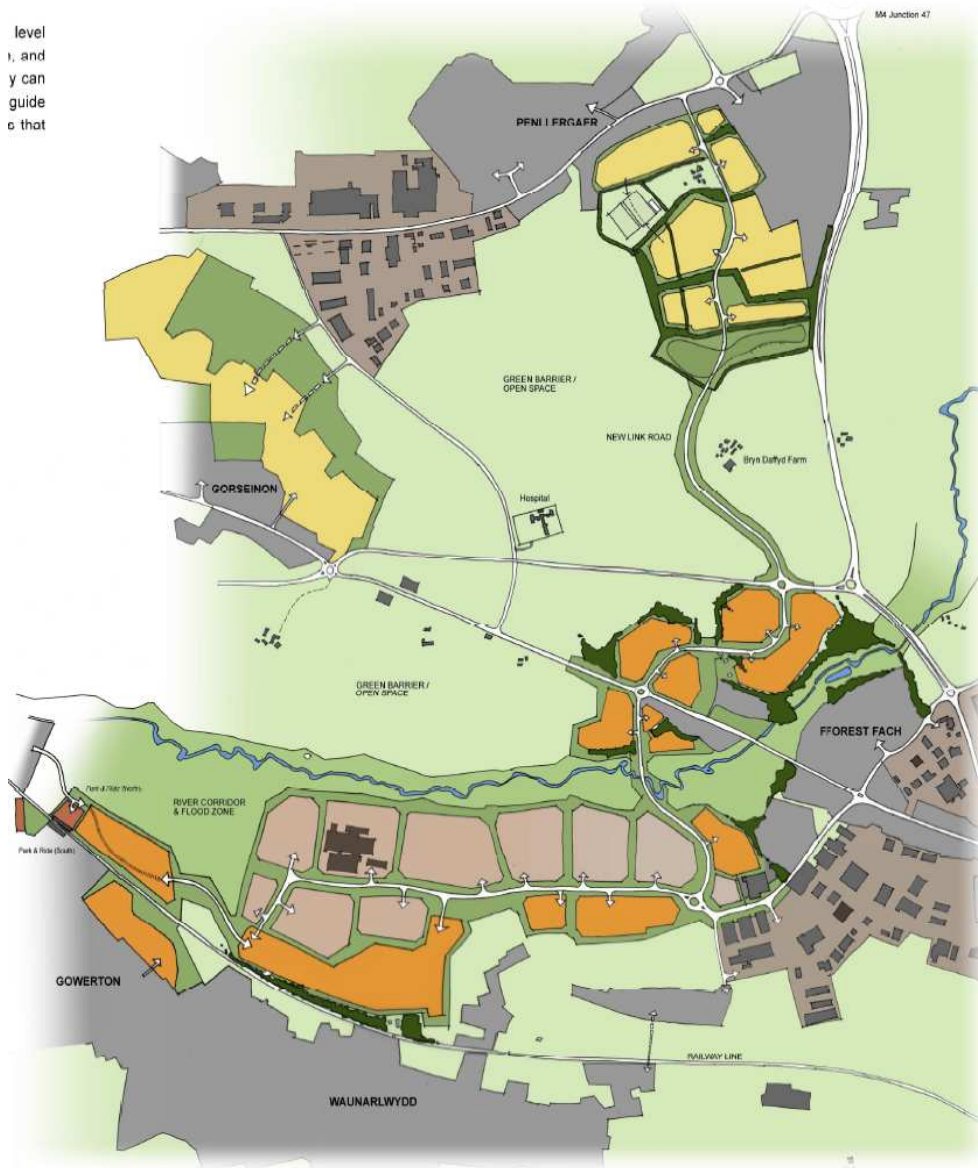 level
, and
y can
guide
that
M4 Junction 47
PENLLERGAER
GREEN BARRIER /
OPEN SPACE
NEW LINK ROAD
Bryn Daffyd Farm
GORSEINON
Hospital
GREEN BARRIER /
OPEN SPACE
FFOREST FACH
Park & Ride (North)
RIVER CORRIDOR
& FLOOD ZONE
Park & Ride (South)
GOWERTON
RAILWAY LINE
WAUNARLWYDD